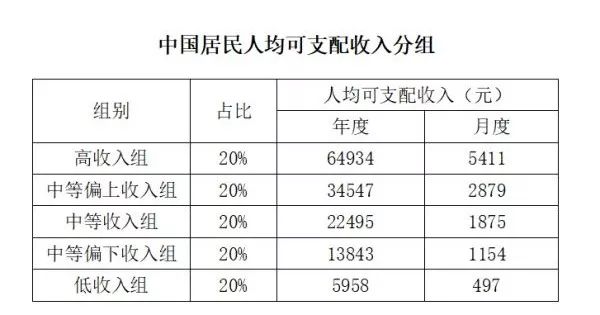 中国居民人均可支配收入分组
组别 占比 人均可支配收入（元）
年度 月度
高收入组 20% 64934 5411
中等偏上收入组 20% 34547 2879
中等收入组 20% 22495 1875
中等偏下收入组 20% 13843 1154
低收入组 20% 5958 497